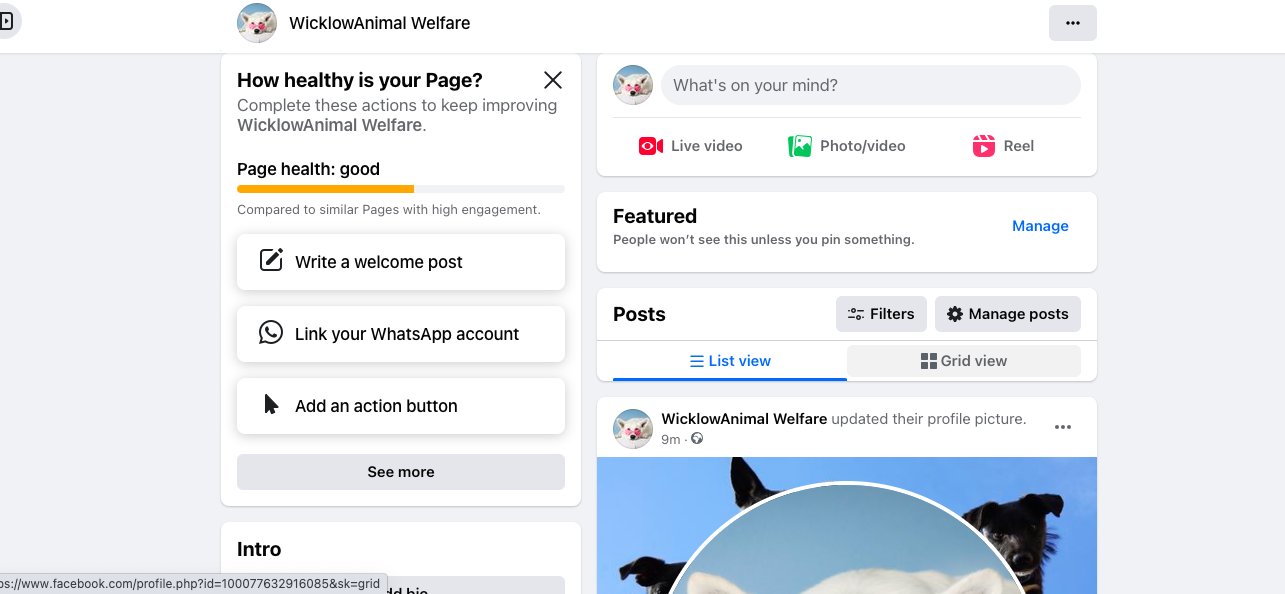 WicklowAnimal Welfare
How healthy is your Page?
Complete these actions to keep improving
WicklowAnimal Welfare.
Page health: good
Compared to similar Pages with high engagement.
Write a welcome post
Link your WhatsApp account
Add an action button
See more
Intro
ps://www.facebook.com/profile.php?id=100077632916085&sk=grid
dd bio
What's on your mind?
Live video
Photo/video
Reel
Featured
Manage
People won't see this unless you pin something.
Posts
Filters
Manage posts
List view
Grid view
WicklowAnimal Welfare updated their profile picture.
9m ·